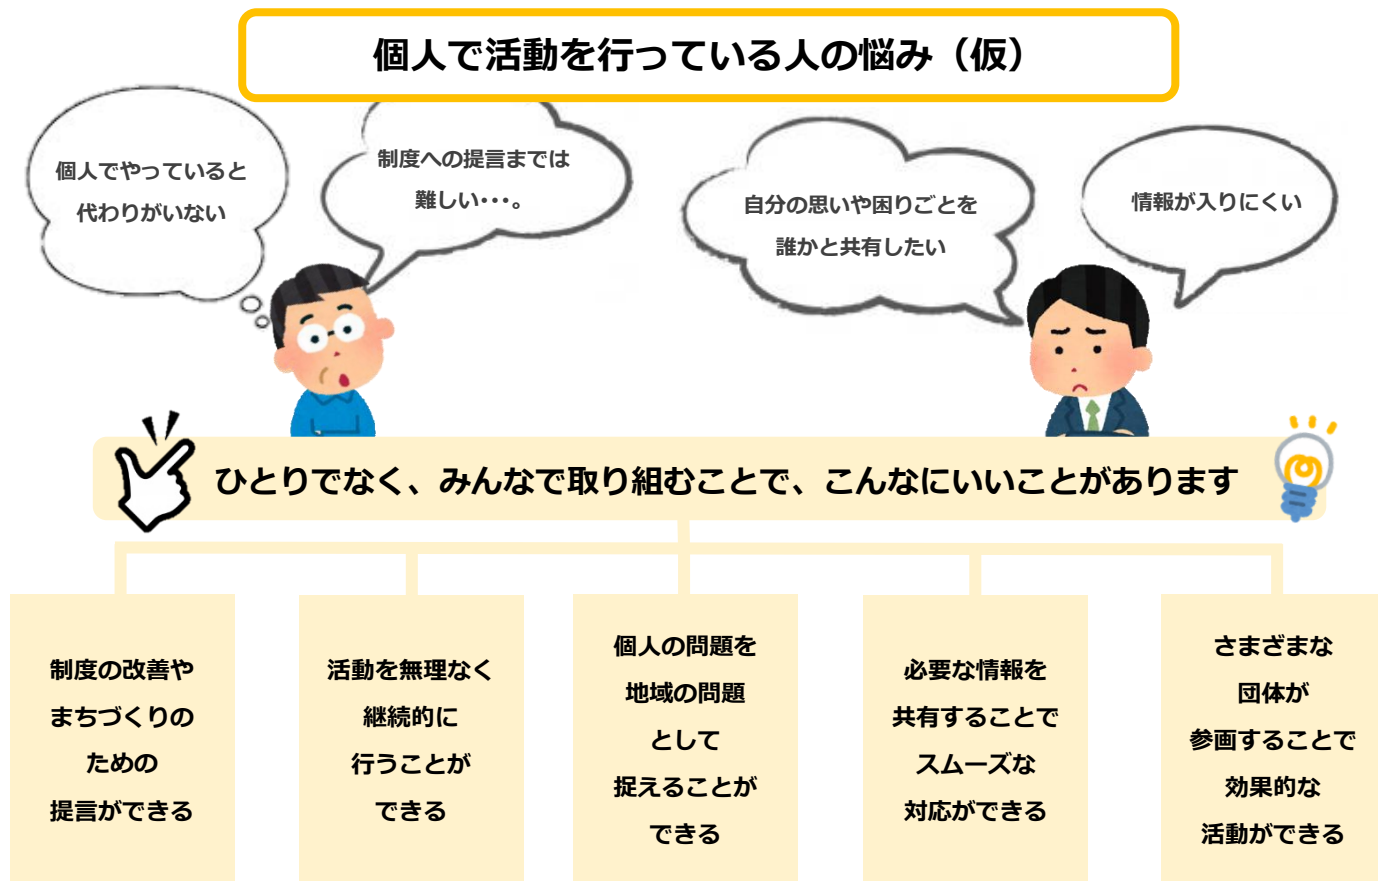 個人で活動を行っている人の悩み（仮）
個人でやっていると
代わりがいない
制度への提言までは
難しい・・・。
自分の思いや困りごとを
誰かと共有したい
情報が入りにくい
ひとりでなく、みんなで取り組むことで、こんなにいいことがあります
制度の改善や
まちづくりの
ための
提言ができる
活動を無理なく
継続的に
行うことが
できる
個人の問題を
地域の問題
として
捉えることが
できる
必要な情報を
共有することで
スムーズな
対応ができる
さまざまな
団体が
参画することで
効果的な
活動ができる